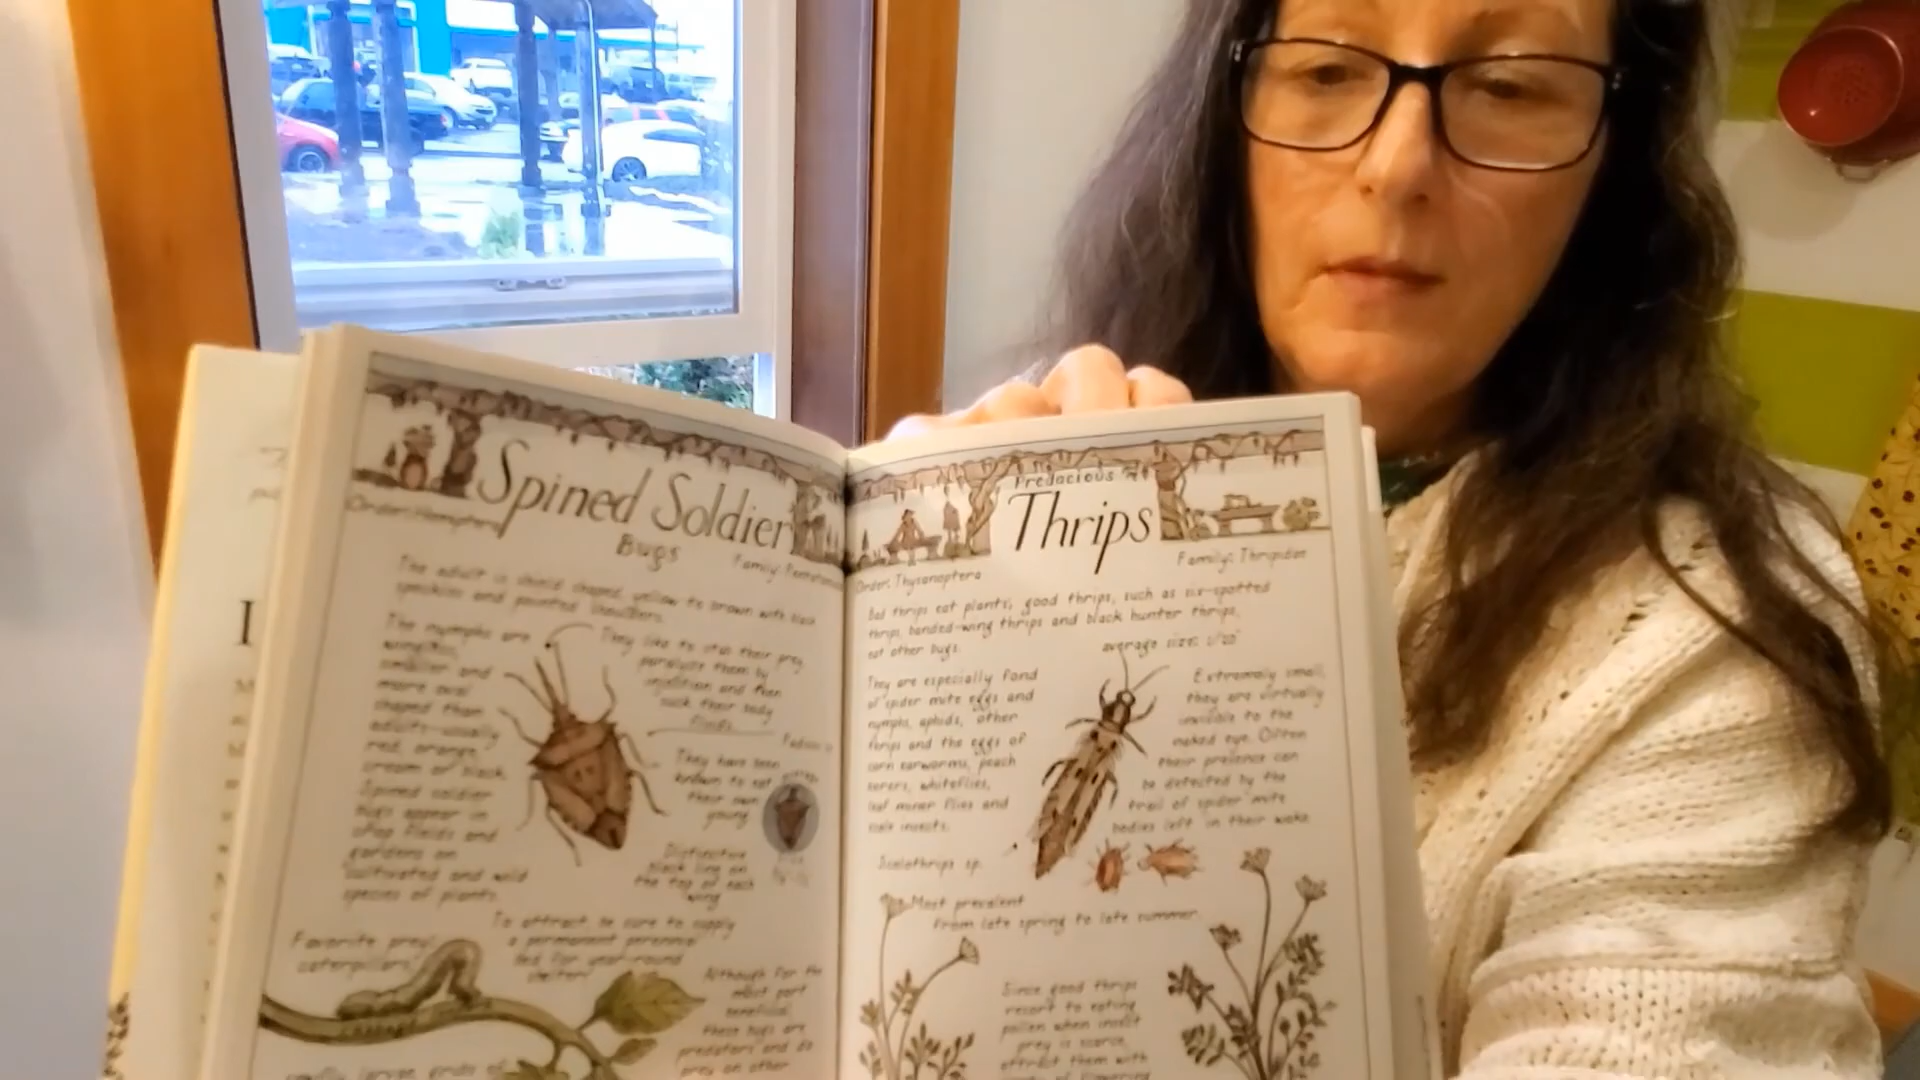 Spined Soldier
Bugs
Order: Hemiptera
Family:
The adult is shield shaped, yellow to brown with black
speckles and pointed shoulders.
The nymphs are
wingless,
smaller and
more oval
shaped than
adults—usually
red, orange,
cream or black.
Spined soldier
bugs appear in
crop fields and
gardens on
cultivated and wild
species of plants.
They like to stab their prey,
paralyze them by
injection and then
suck their body
fluids.
They have been
known to eat
their own
young
Distinctive
black line on
the tip of each
wing
To attract, be sure to supply
a permanent perennial
bed for year-round
shelter.
Favorite prey:
caterpillars
Although for the
most part
beneficial,
these bugs are
predators and do
prey on other
Predacious
Thrips
Order: Thysanoptera
Family: Thripidae
Bad thrips eat plants; good thrips, such as six-spotted
thrips, banded-wing thrips and black hunter thrips,
eat other bugs.
average size: 1/20"
They are especially fond
of spider mite eggs and
nymphs, aphids, other
thrips and the eggs of
corn earworms, peach
borers, whiteflies,
leaf miner flies and
scale insects.
Extremely small,
they are virtually
invisible to the
naked eye. Often
their presence can
be detected by the
trail of spider mite
bodies left in their wake.
Scolothrips sp.
Most prevalent
from late spring to late summer.
Since good thrips
resort to eating
pollen when insect
prey is scarce,
attract them with